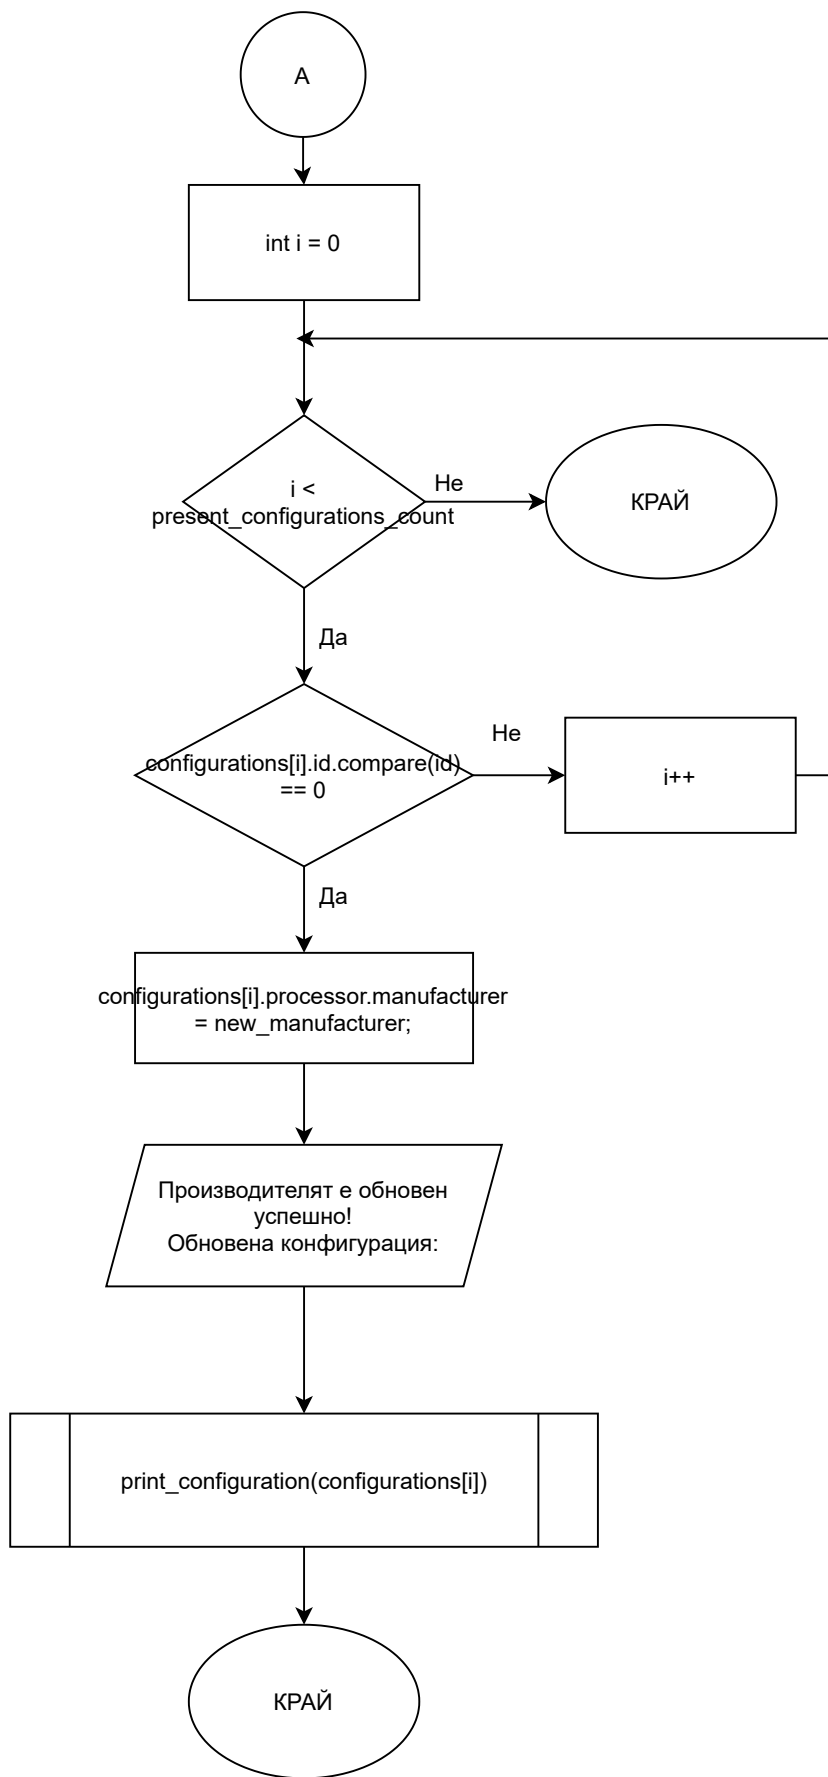 A
int i = 0
i <
present_configurations_count
Не
КРАЙ
Да
configurations[i].id.compare(id)
== 0
Не
i++
Да
configurations[i].processor.manufacturer
= new_manufacturer;
Производителят е обновен
успешно!
Обновена конфигурация:
print_configuration(configurations[i])
КРАЙ